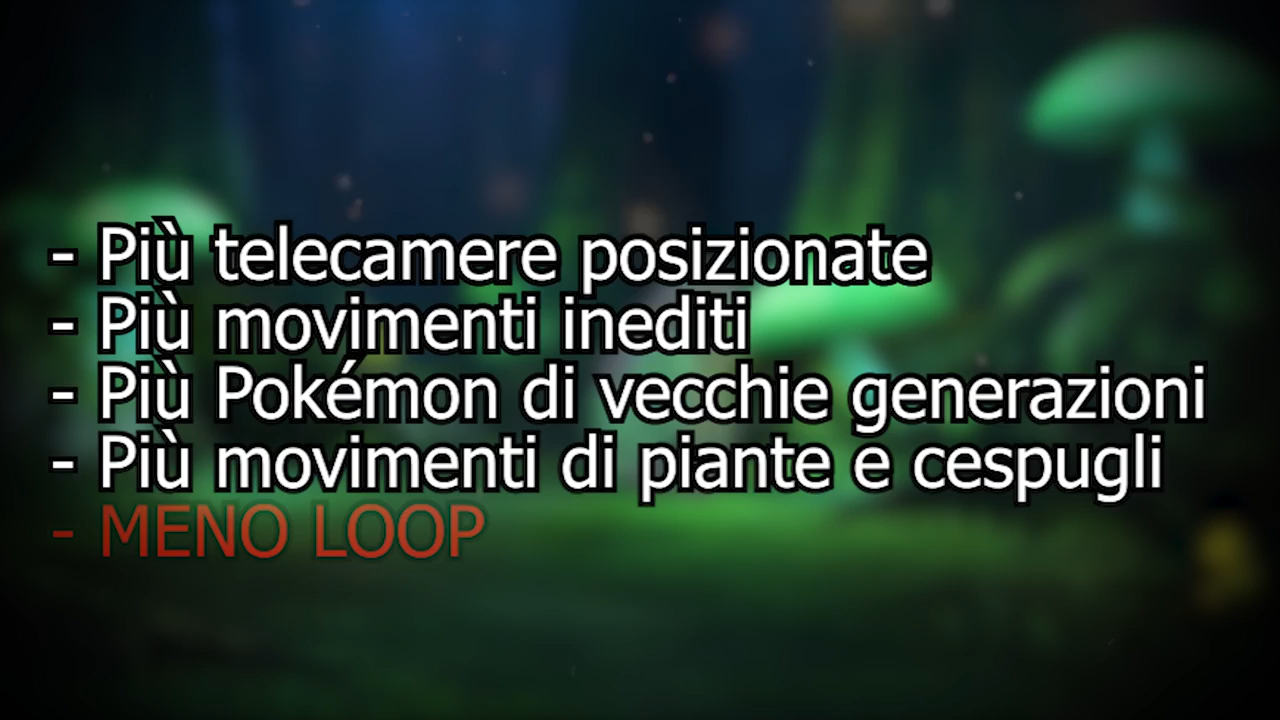 - Più telecamere posizionate
- Più movimenti inediti
- Più Pokémon di vecchie generazioni
- Più movimenti di piante e cespugli
- MENO LOOP